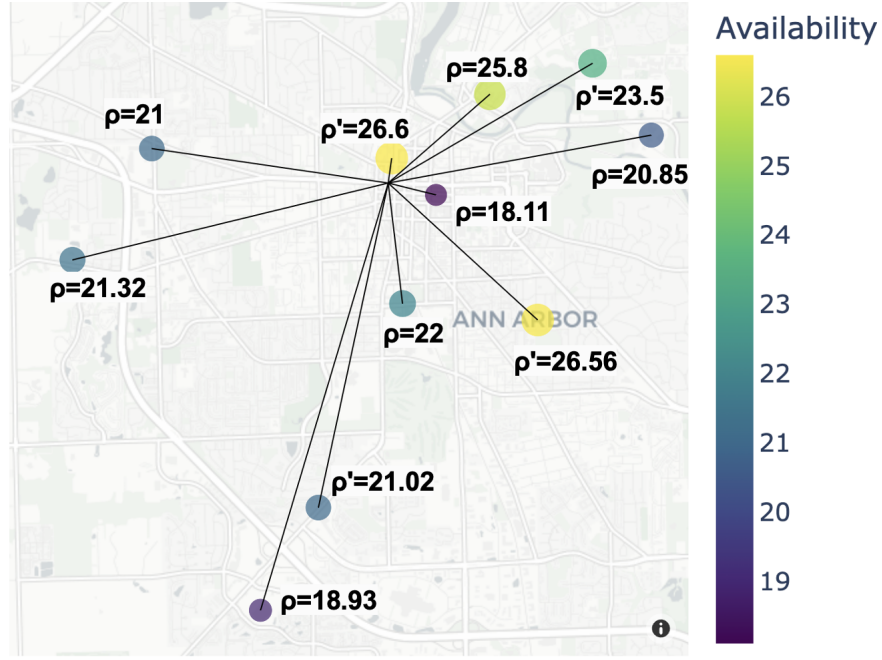 Availability
ρ=25.8
ρ'=23.5
26
ρ=21
ρ'=26.6
25
ρ=20.85
ρ=18.11
24
ρ=21.32
23
ANN ARBOR
ρ=22
ρ'=26.56
22
21
ρ'=21.02
20
19
ρ=18.93
i